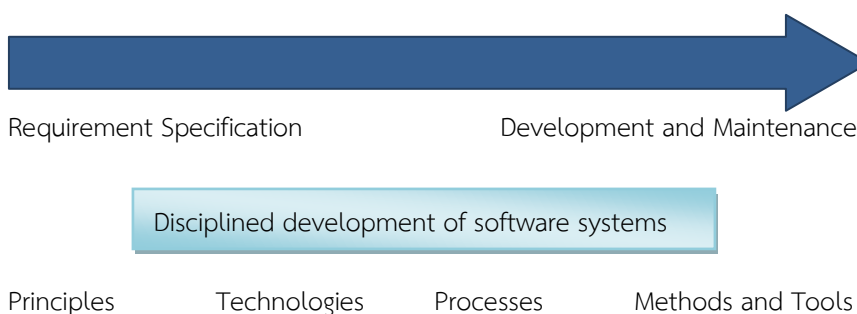 Requirement Specification Development and Maintenance
Disciplined development of software systems
Principles Technologies Processes Methods and Tools